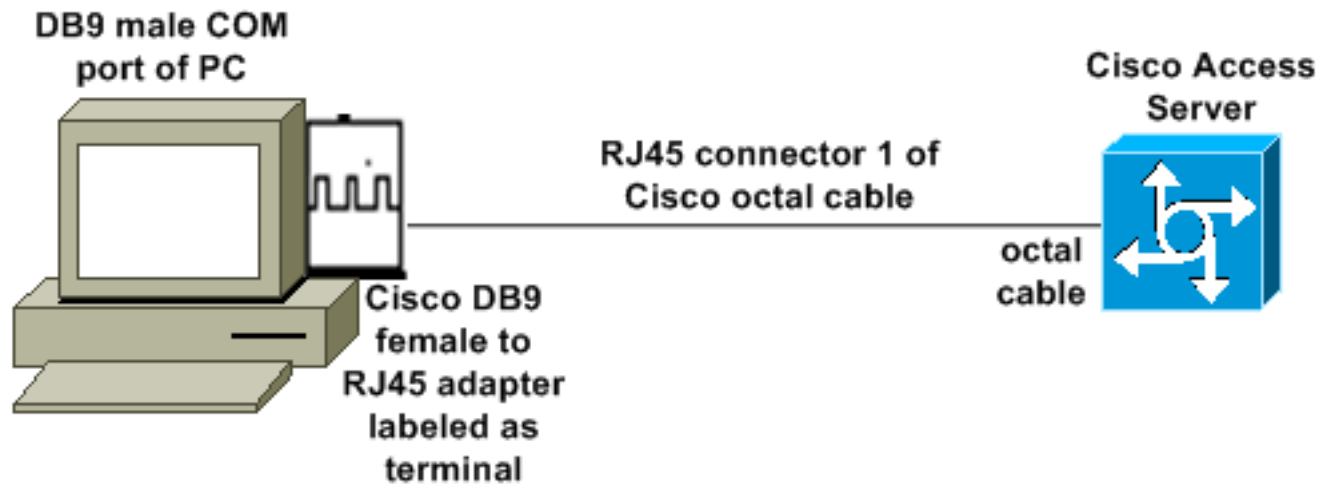 DB9 male COM
port of PC
Cisco Access
Server
RJ45 connector 1 of
Cisco octal cable
octal
cable
Cisco DB9
female to
RJ45 adapter
labeled as
terminal